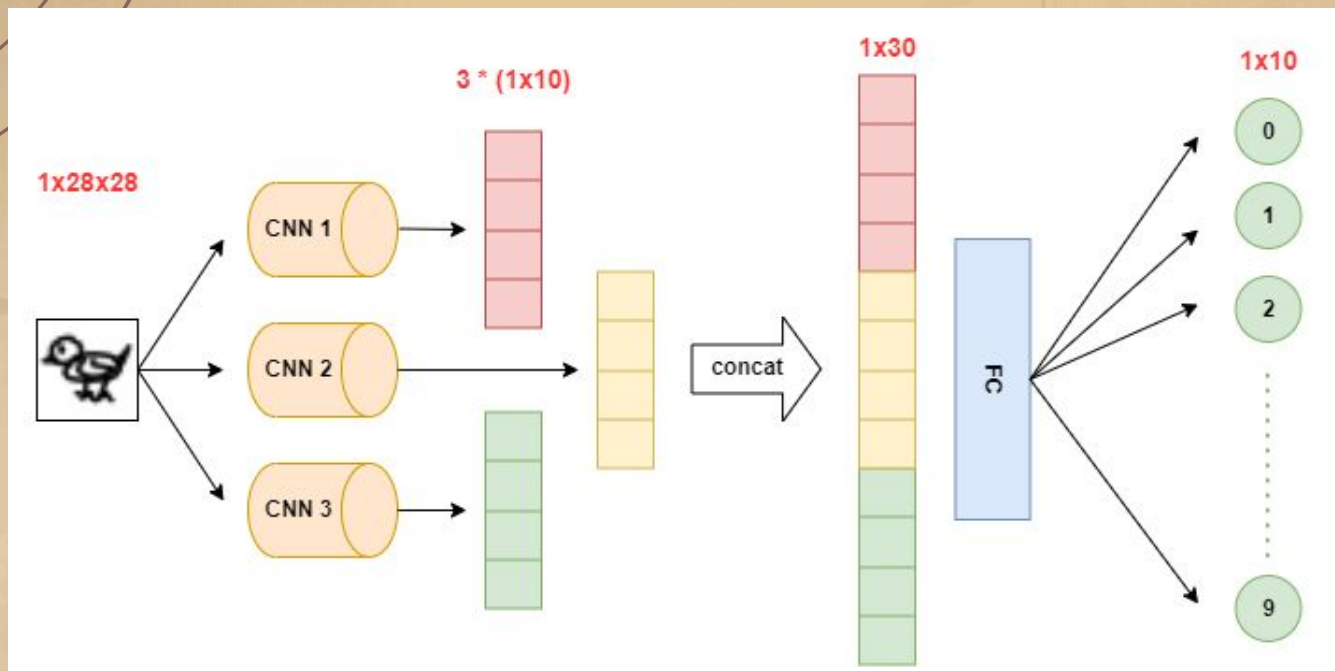 1x28x28
CNN 1
CNN 2
CNN 3
3 * (1x10)
concat
1x30
FC
1x10
0
1
2
9